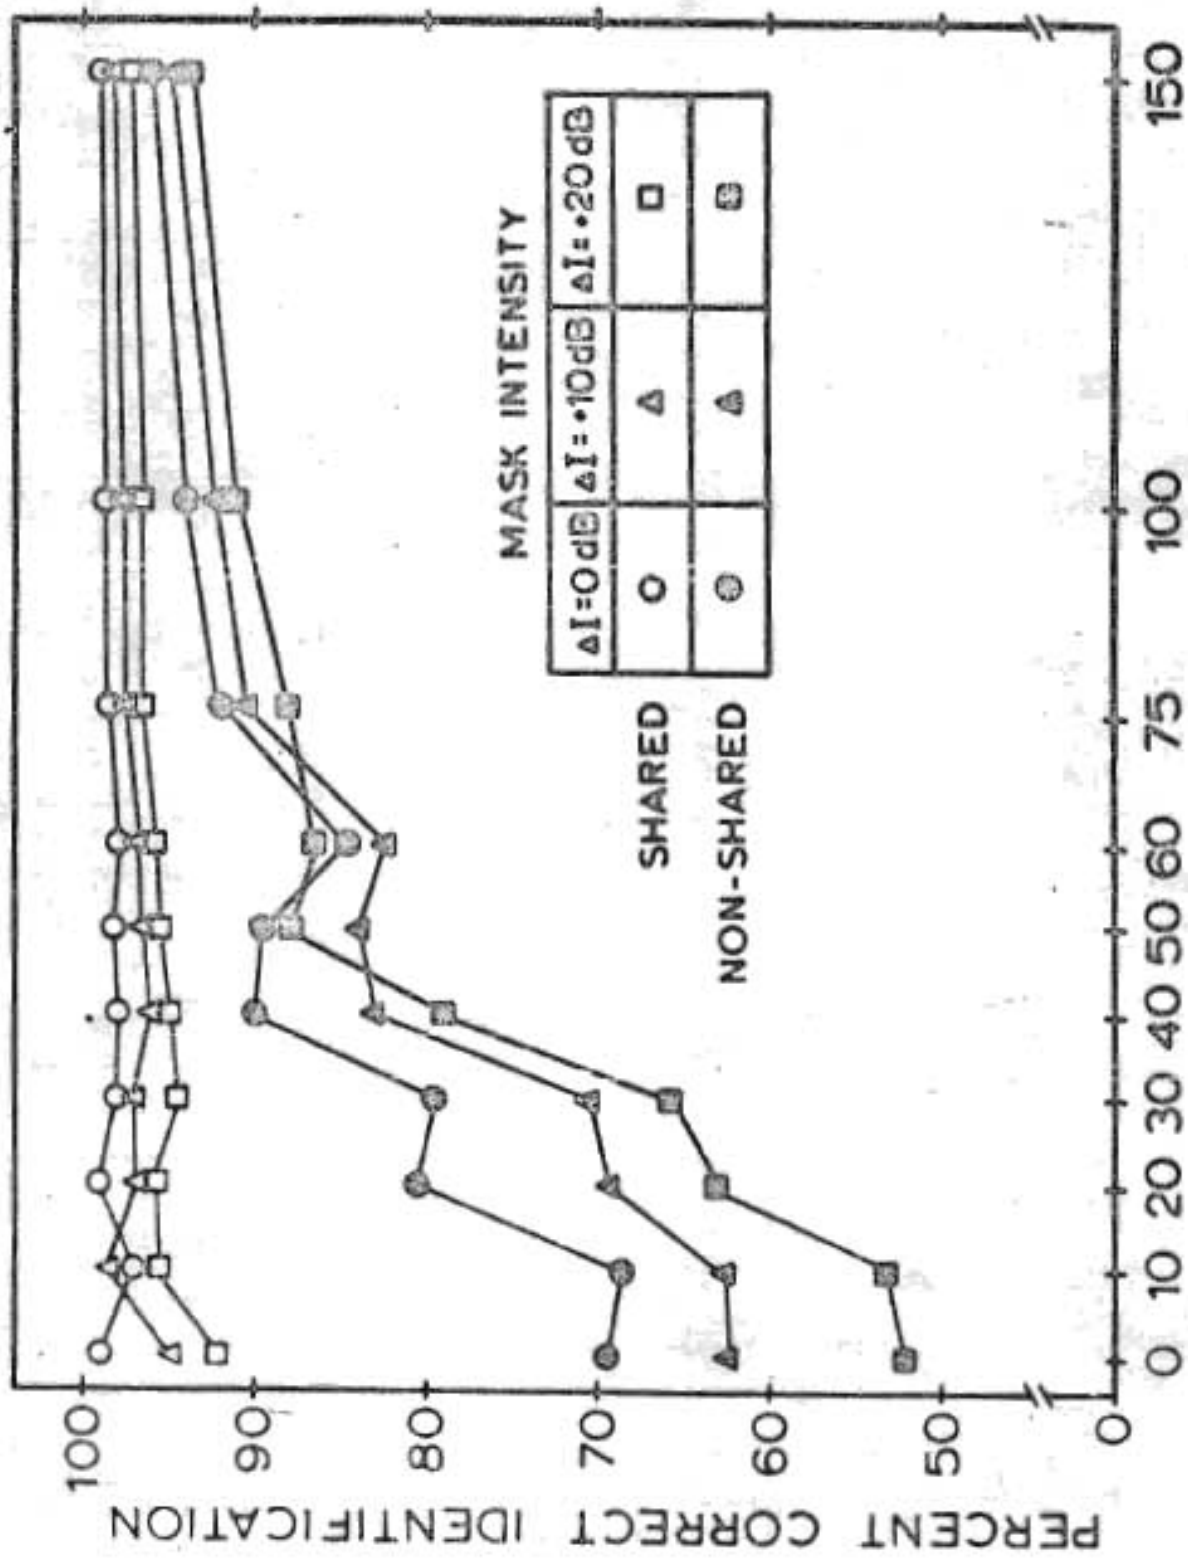 PERCENT CORRECT IDENTIFICATION
100
90
80
70
60
50
0
MASK INTENSITY
ΔI=0dB ΔI=+10dB ΔI=+20dB
SHARED
NON-SHARED
0 10 20 30 40 50 60 75 100 150